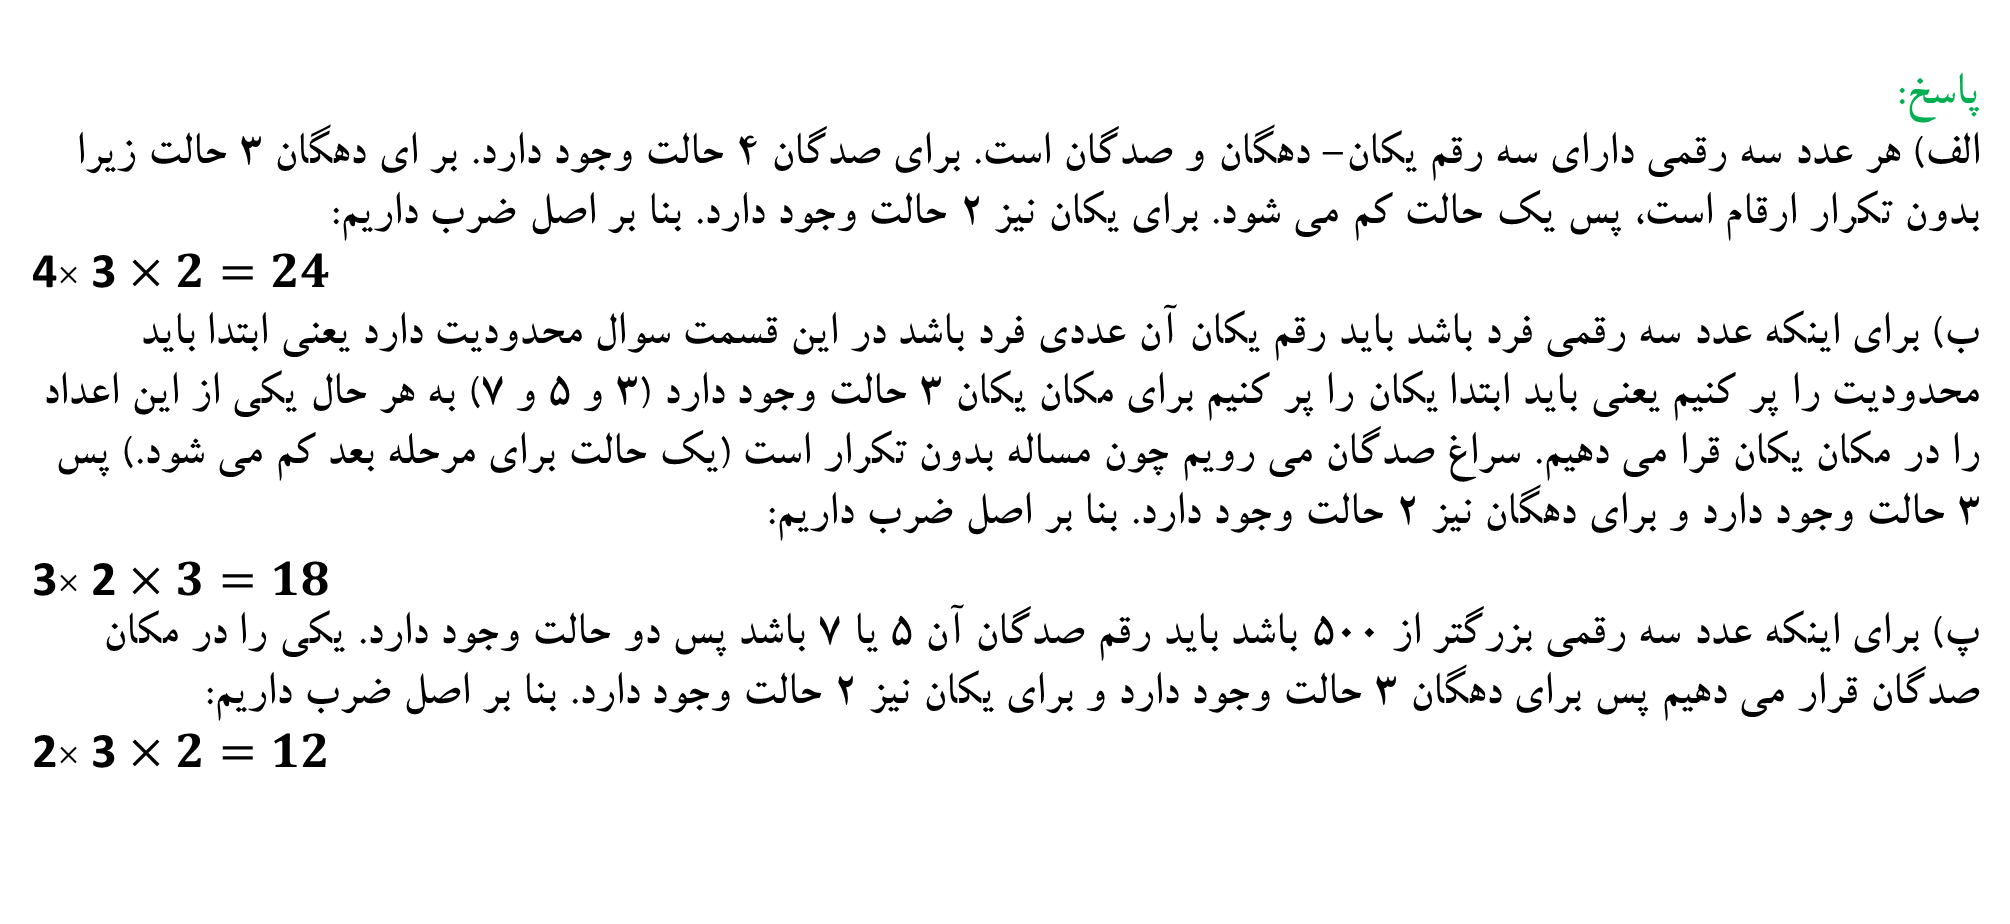 پاسخ:
الف) هر عدد سه رقمی دارای سه رقم یکان– دهگان و صدگان است. برای صدگان ۴ حالت وجود دارد. بر ای دهگان ۳ حالت زیرا
بدون تکرار ارقام است، پس یک حالت کم می شود. برای یکان نیز ۲ حالت وجود دارد. بنا بر اصل ضرب داریم:
4× 3 × 2 = 24
ب) برای اینکه عدد سه رقمی فرد باشد باید رقم یکان آن عددی فرد باشد در این قسمت سوال محدودیت دارد یعنی ابتدا باید
محدودیت را پر کنیم یعنی باید ابتدا یکان را پر کنیم برای مکان یکان ۳ حالت وجود دارد (۳ و ۵ و ۷) به هر حال یکی از این اعداد
را در مکان یکان قرا می دهیم. سراغ صدگان می رویم چون مساله بدون تکرار است (یک حالت برای مرحله بعد کم می شود.) پس
۳ حالت وجود دارد و برای دهگان نیز ۲ حالت وجود دارد. بنا بر اصل ضرب داریم:
3× 2 × 3 = 18
پ) برای اینکه عدد سه رقمی بزرگتر از ۵۰۰ باشد باید رقم صدگان آن ۵ یا ۷ باشد پس دو حالت وجود دارد. یکی را در مکان
صدگان قرار می دهیم پس برای دهگان ۳ حالت وجود دارد و برای یکان نیز ۲ حالت وجود دارد. بنا بر اصل ضرب داریم:
2× 3 × 2 = 12